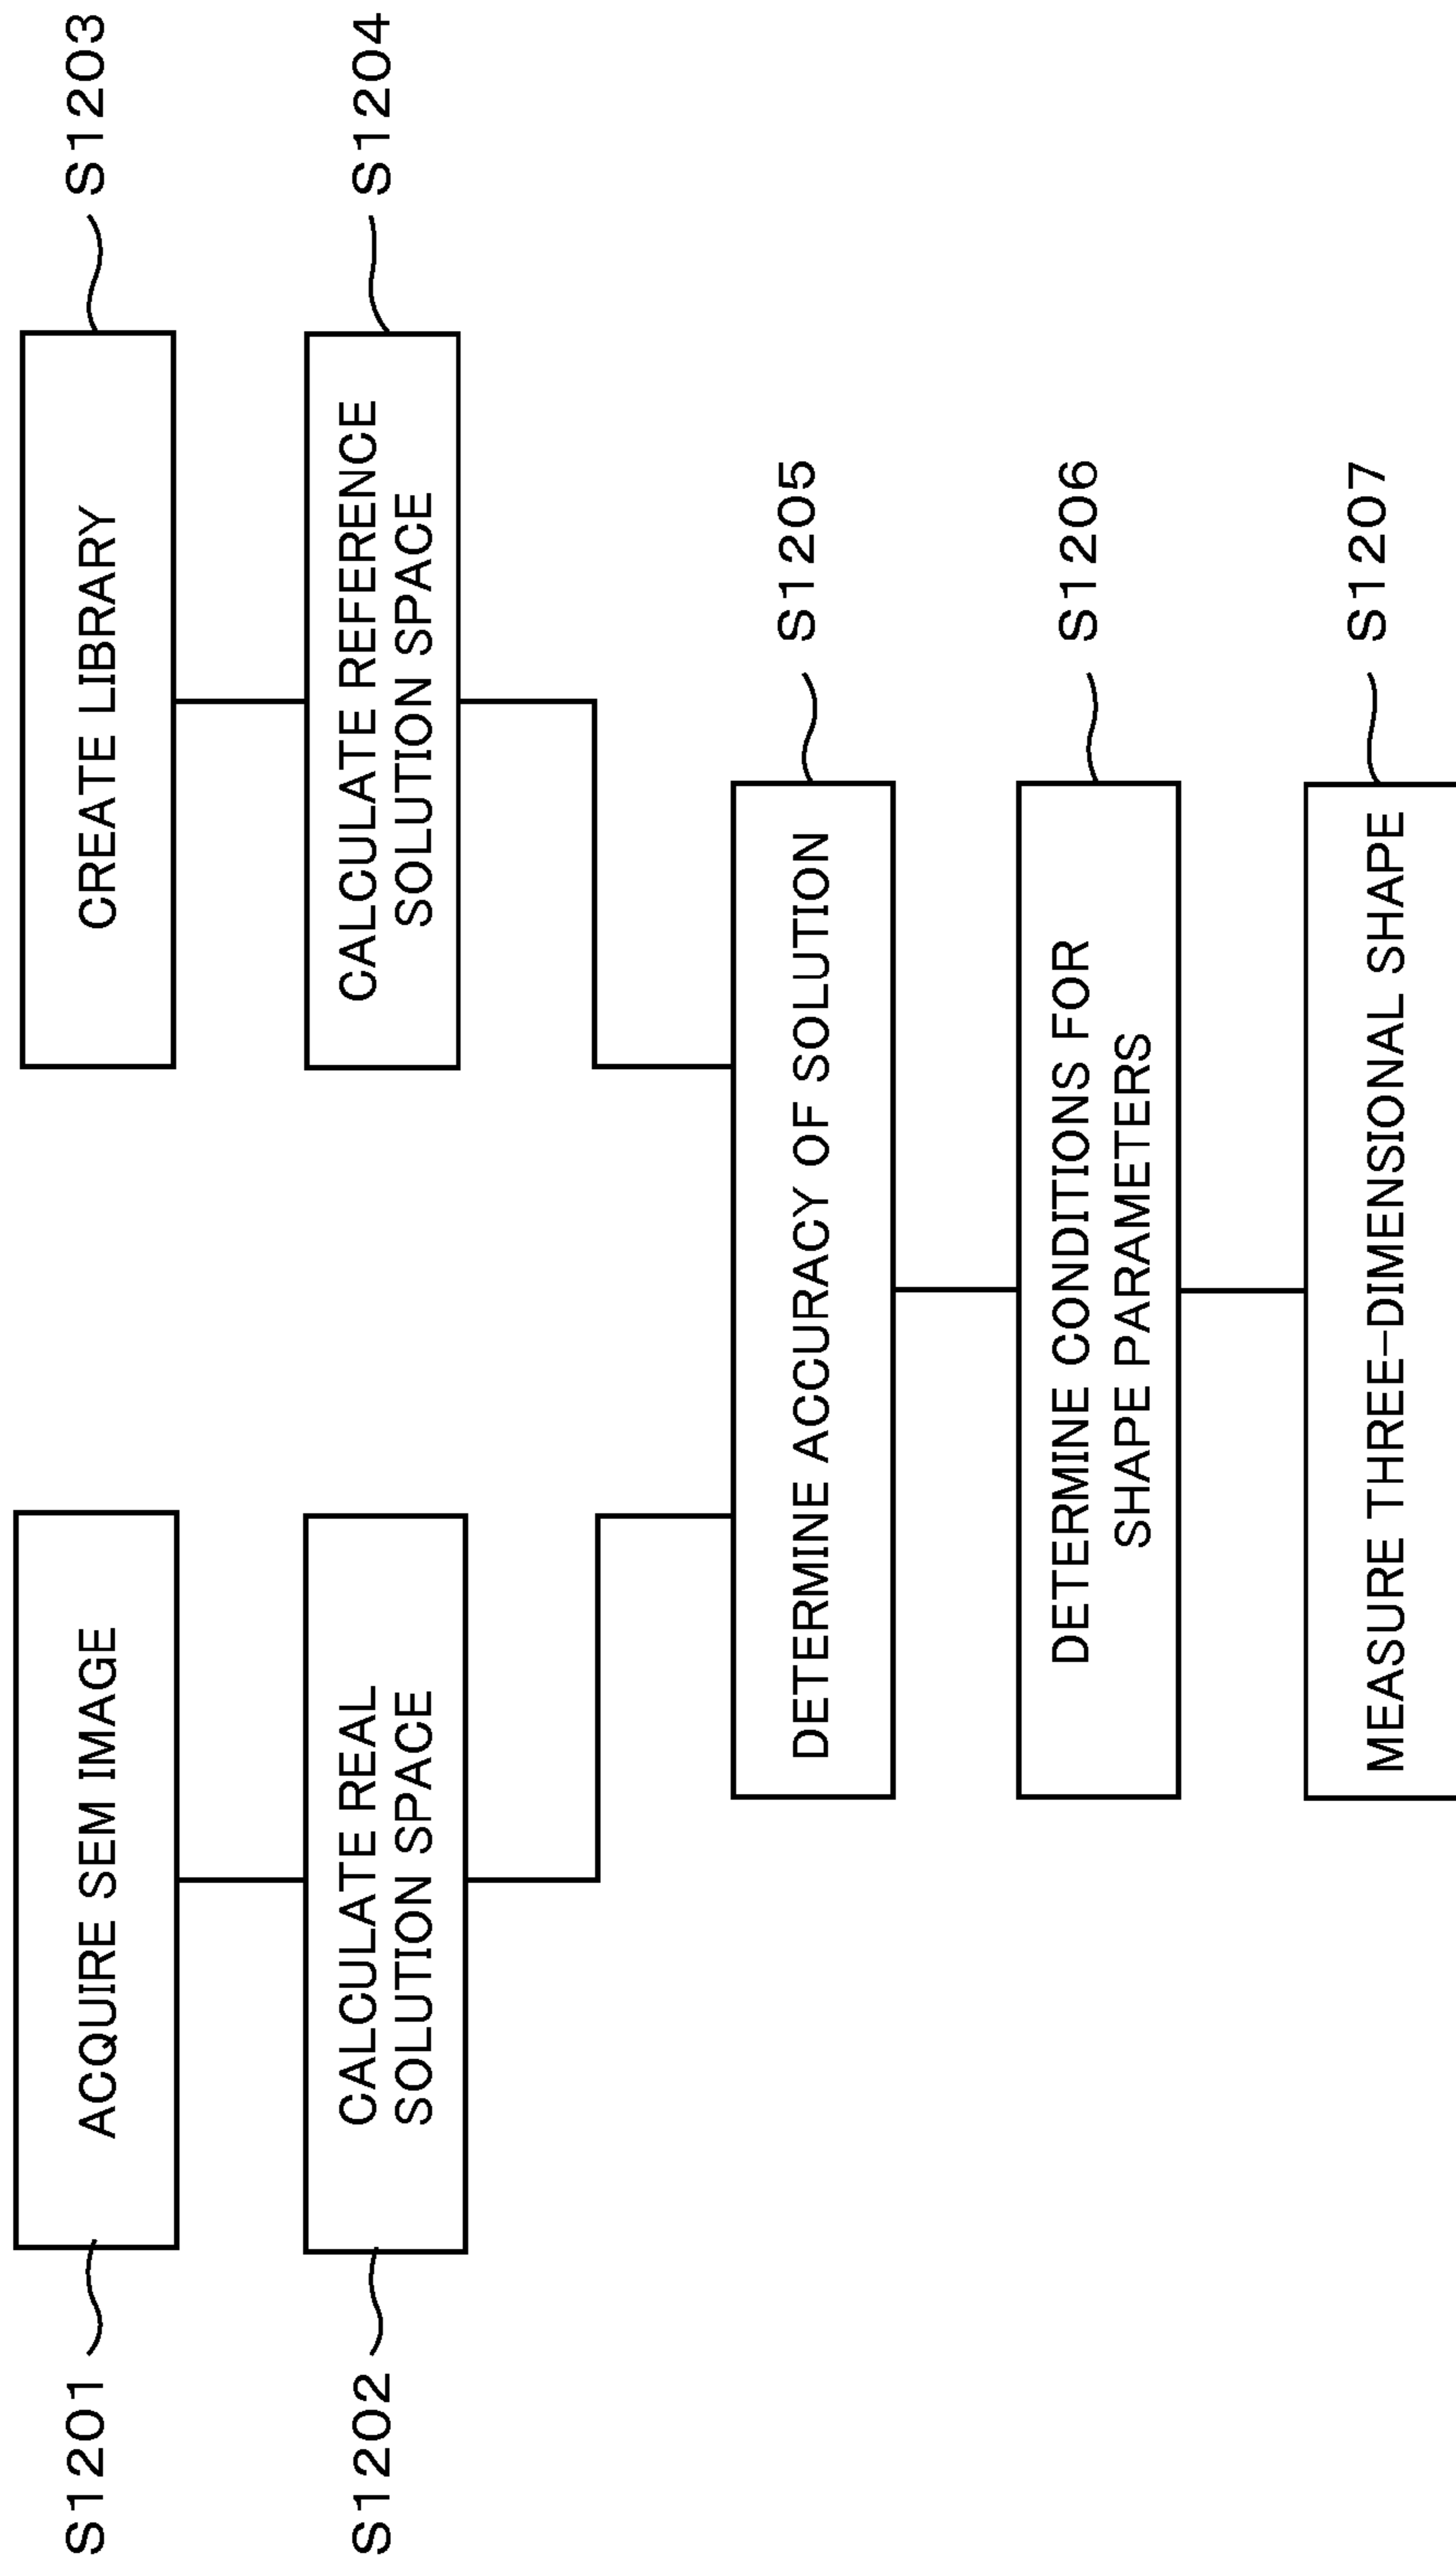 S1201
ACQUIRE SEM IMAGE
S1202
CALCULATE REAL
SOLUTION SPACE
CREATE LIBRARY
S1203
CALCULATE REFERENCE
SOLUTION SPACE
S1204
DETERMINE ACCURACY OF SOLUTION
S1205
DETERMINE CONDITIONS FOR
SHAPE PARAMETERS
S1206
MEASURE THREE-DIMENSIONAL SHAPE
S1207